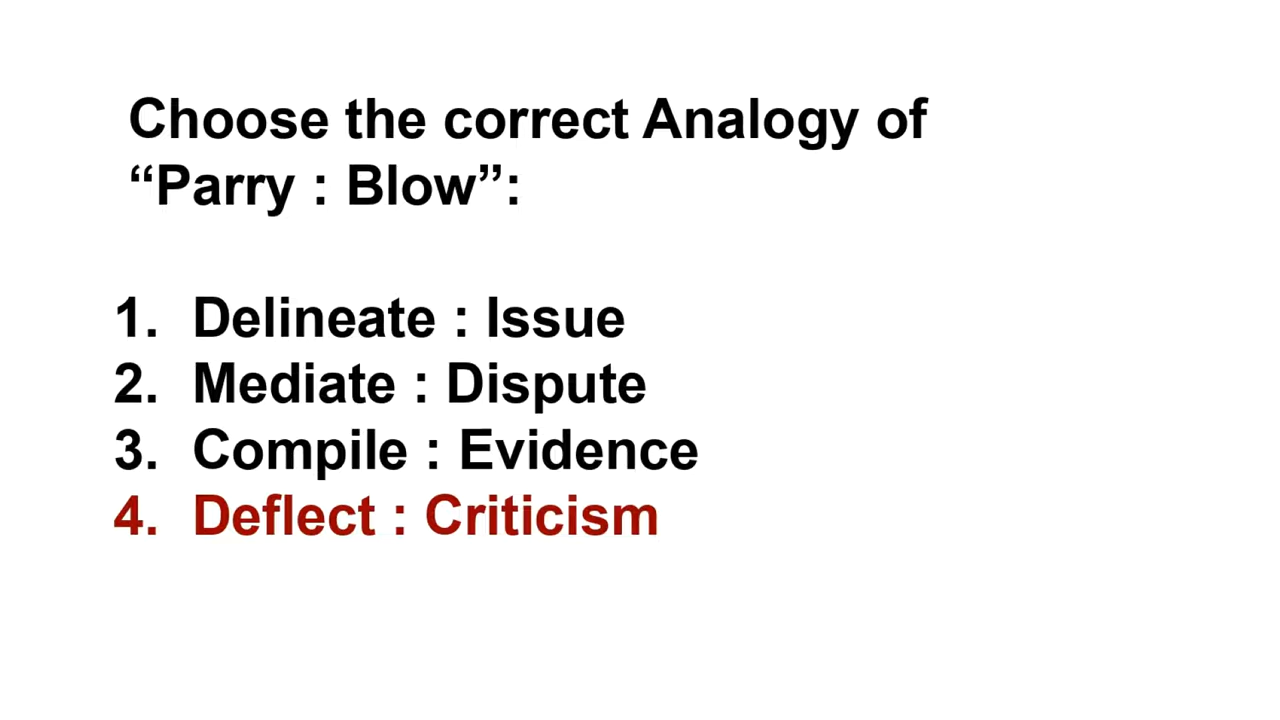 Choose the correct Analogy of
“Parry : Blow”:
1. Delineate : Issue
2. Mediate : Dispute
3. Compile : Evidence
4. Deflect : Criticism